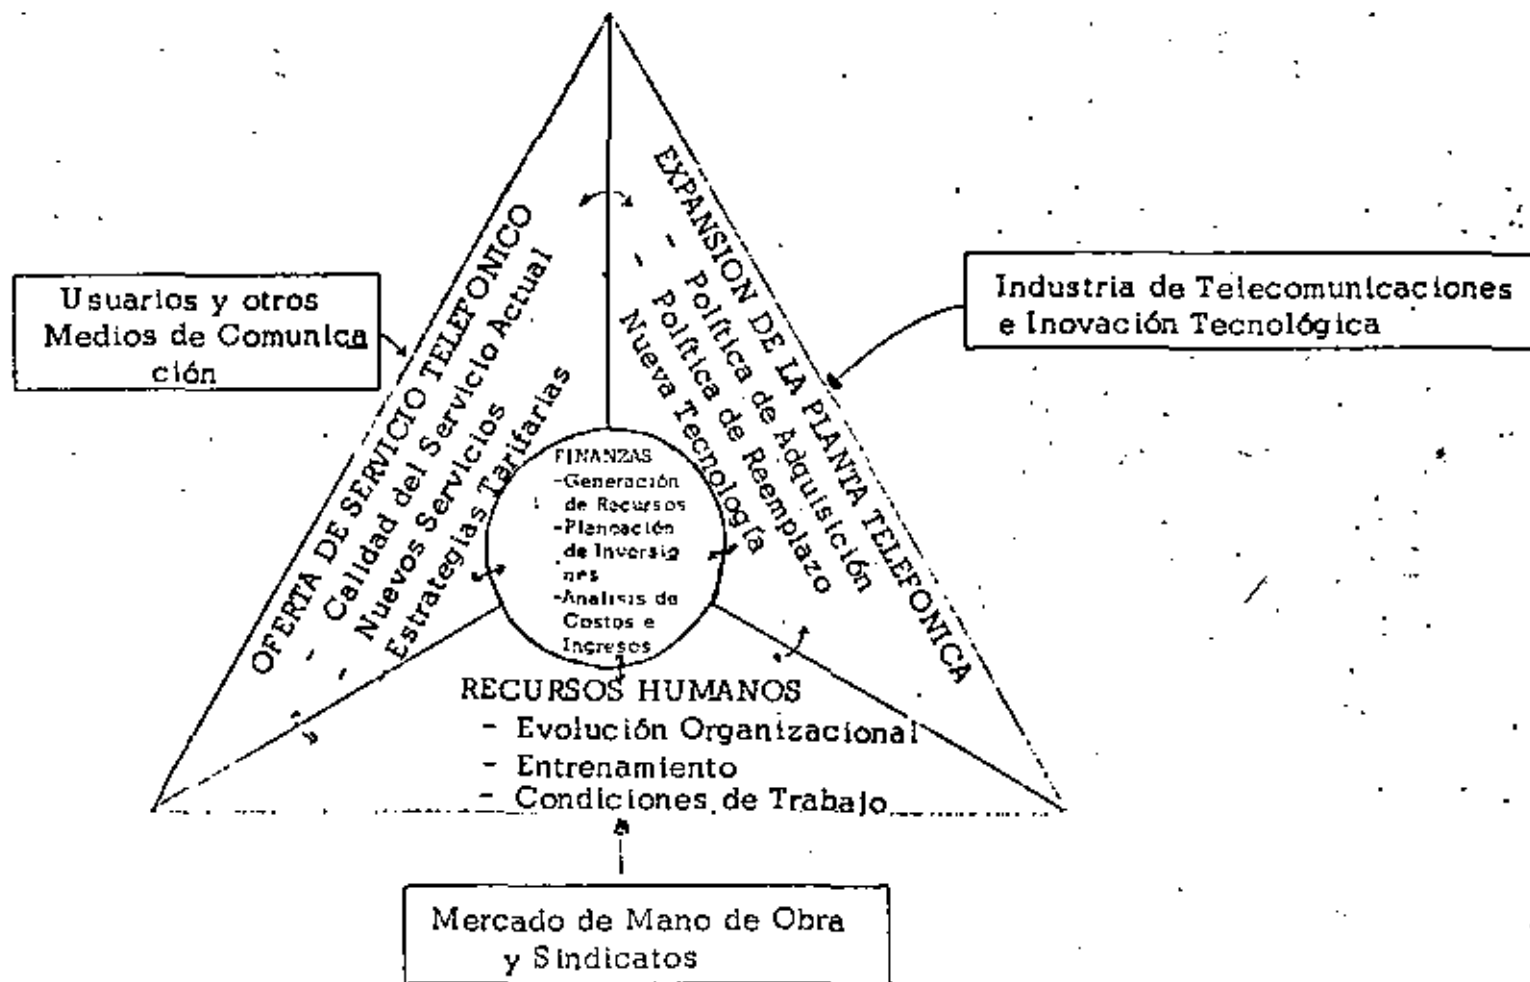 Usuarios y otros
Medios de Comunica
ción
OFERTA DE SERVICIO TELEFONICO
- Calidad del Servicio Actual
- Nuevos Servicios
Estrategias Tarifarias
EXPANSION DE LA PLANTA TELEFONICA
- Política de Adquisición
- Política de Reemplazo
Nueva Tecnología
Industria de Telecomunicaciones
e Inovación Tecnológica
FINANZAS
-Generación
de Recursos
-Planeación
de Inversio
nes
-Analisis de
Costos e
Ingresos
RECURSOS HUMANOS
- Evolución Organizacional
- Entrenamiento
- Condiciones de Trabajo
Mercado de Mano de Obra
y Sindicatos